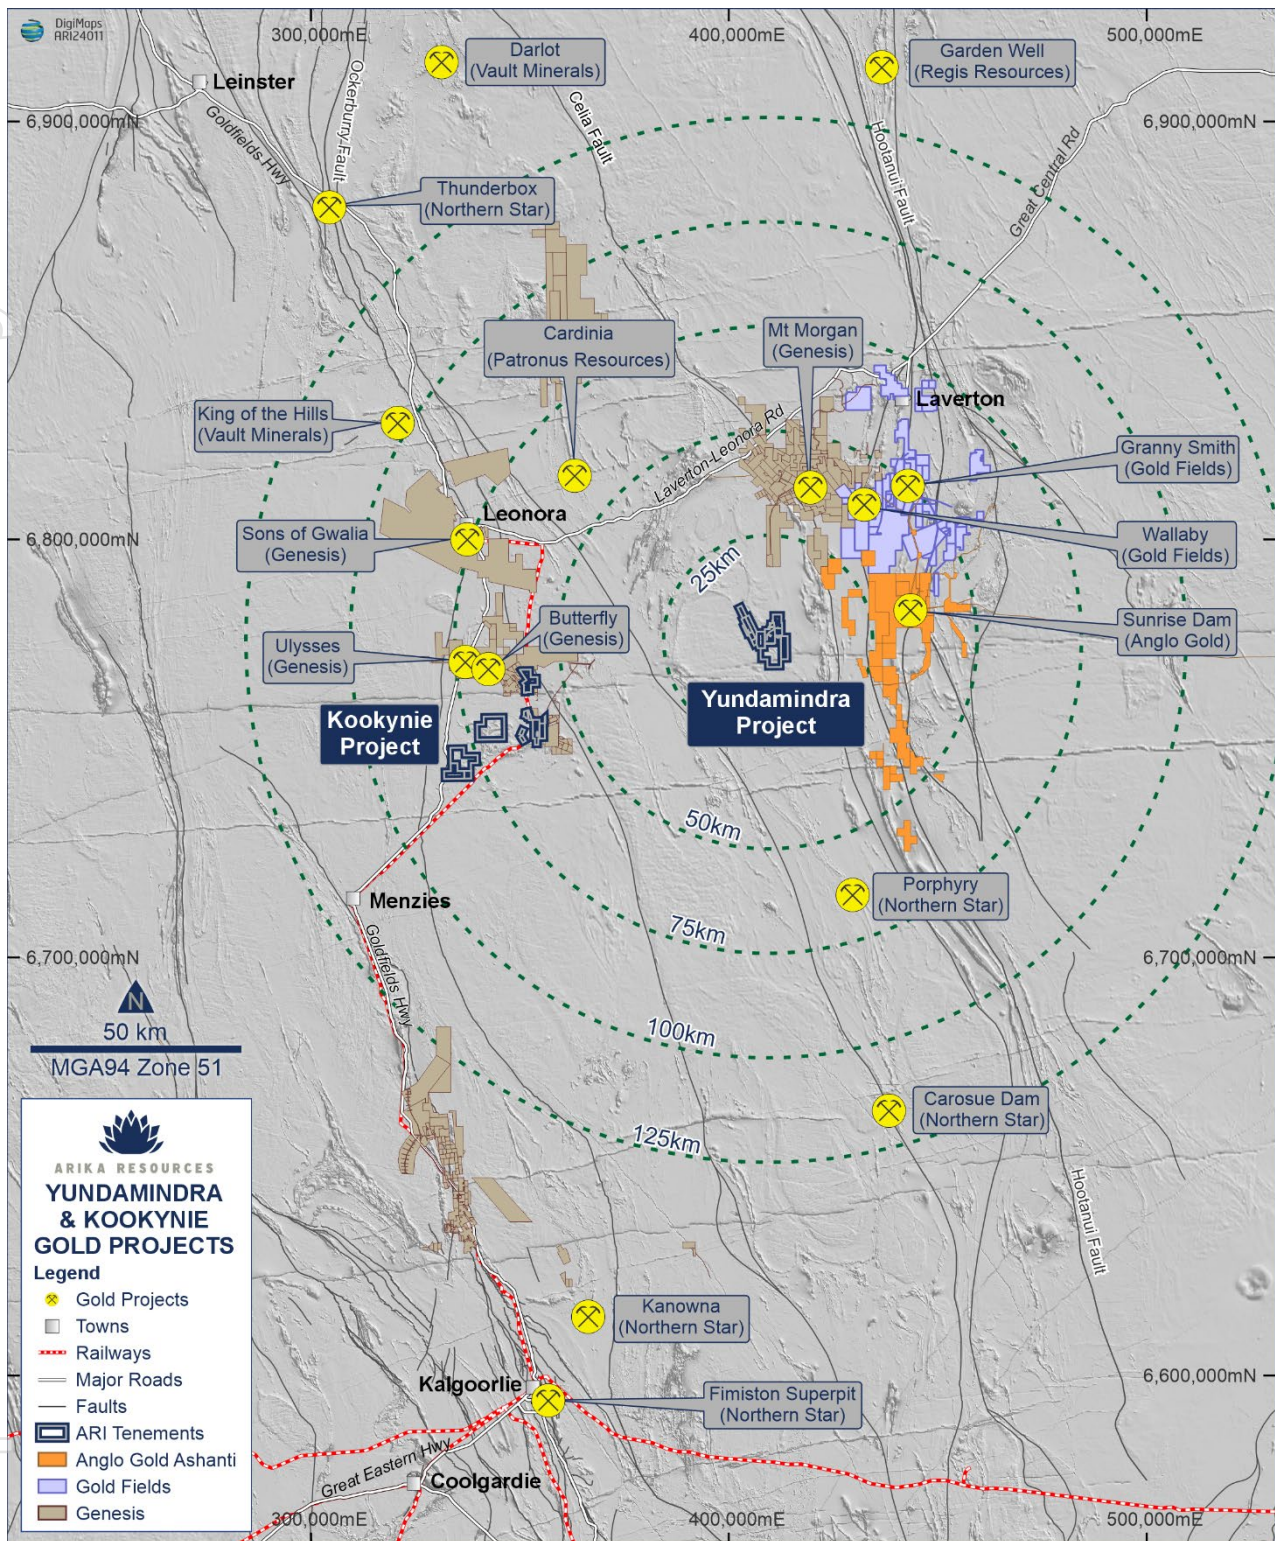 DigiMaps
ARI24011
300,000mE
400,000mE
500,000mE
Darlot
(Vault Minerals)
Garden Well
(Regis Resources)
Leinster
Ockerburry Fault
Celia Fault
Goldfields Hwy
Hootanui Fault
Great Central Rd
6,900,000mN
6,900,000mN
Thunderbox
(Northern Star)
Cardinia
(Patronus Resources)
Mt Morgan
(Genesis)
King of the Hills
(Vault Minerals)
Laverton
Laverton-Leonora Rd
Granny Smith
(Gold Fields)
Leonora
Sons of Gwalia
(Genesis)
Wallaby
(Gold Fields)
6,800,000mN
6,800,000mN
25km
Butterfly
(Genesis)
Ulysses
(Genesis)
Sunrise Dam
(Anglo Gold)
Kookynie
Project
Yundamindra
Project
50km
Menzies
Porphyry
(Northern Star)
75km
Goldfields Hwy
6,700,000mN
6,700,000mN
N
50 km
MGA94 Zone 51
100km
Carosue Dam
(Northern Star)
125km
Hootanui Fault
ARIKA RESOURCES
YUNDAMINDRA
& KOOKYNIE
GOLD PROJECTS
Legend
Gold Projects
Towns
Railways
Major Roads
Faults
ARI Tenements
Anglo Gold Ashanti
Gold Fields
Genesis
Kanowna
(Northern Star)
Kalgoorlie
6,600,000mN
Fimiston Superpit
(Northern Star)
Great Eastern Hwy
Coolgardie
300,000mE
400,000mE
500,000mE